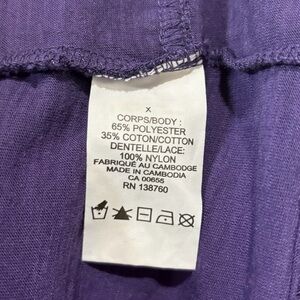 X
CORPS/BODY :
65% POLYESTER
35% COTON/COTTON
DENTELLE/LACE:
100% NYLON
FABRIQUÉ AU CAMBODGE
MADE IN CAMBODIA
CA 00655
RN 138760